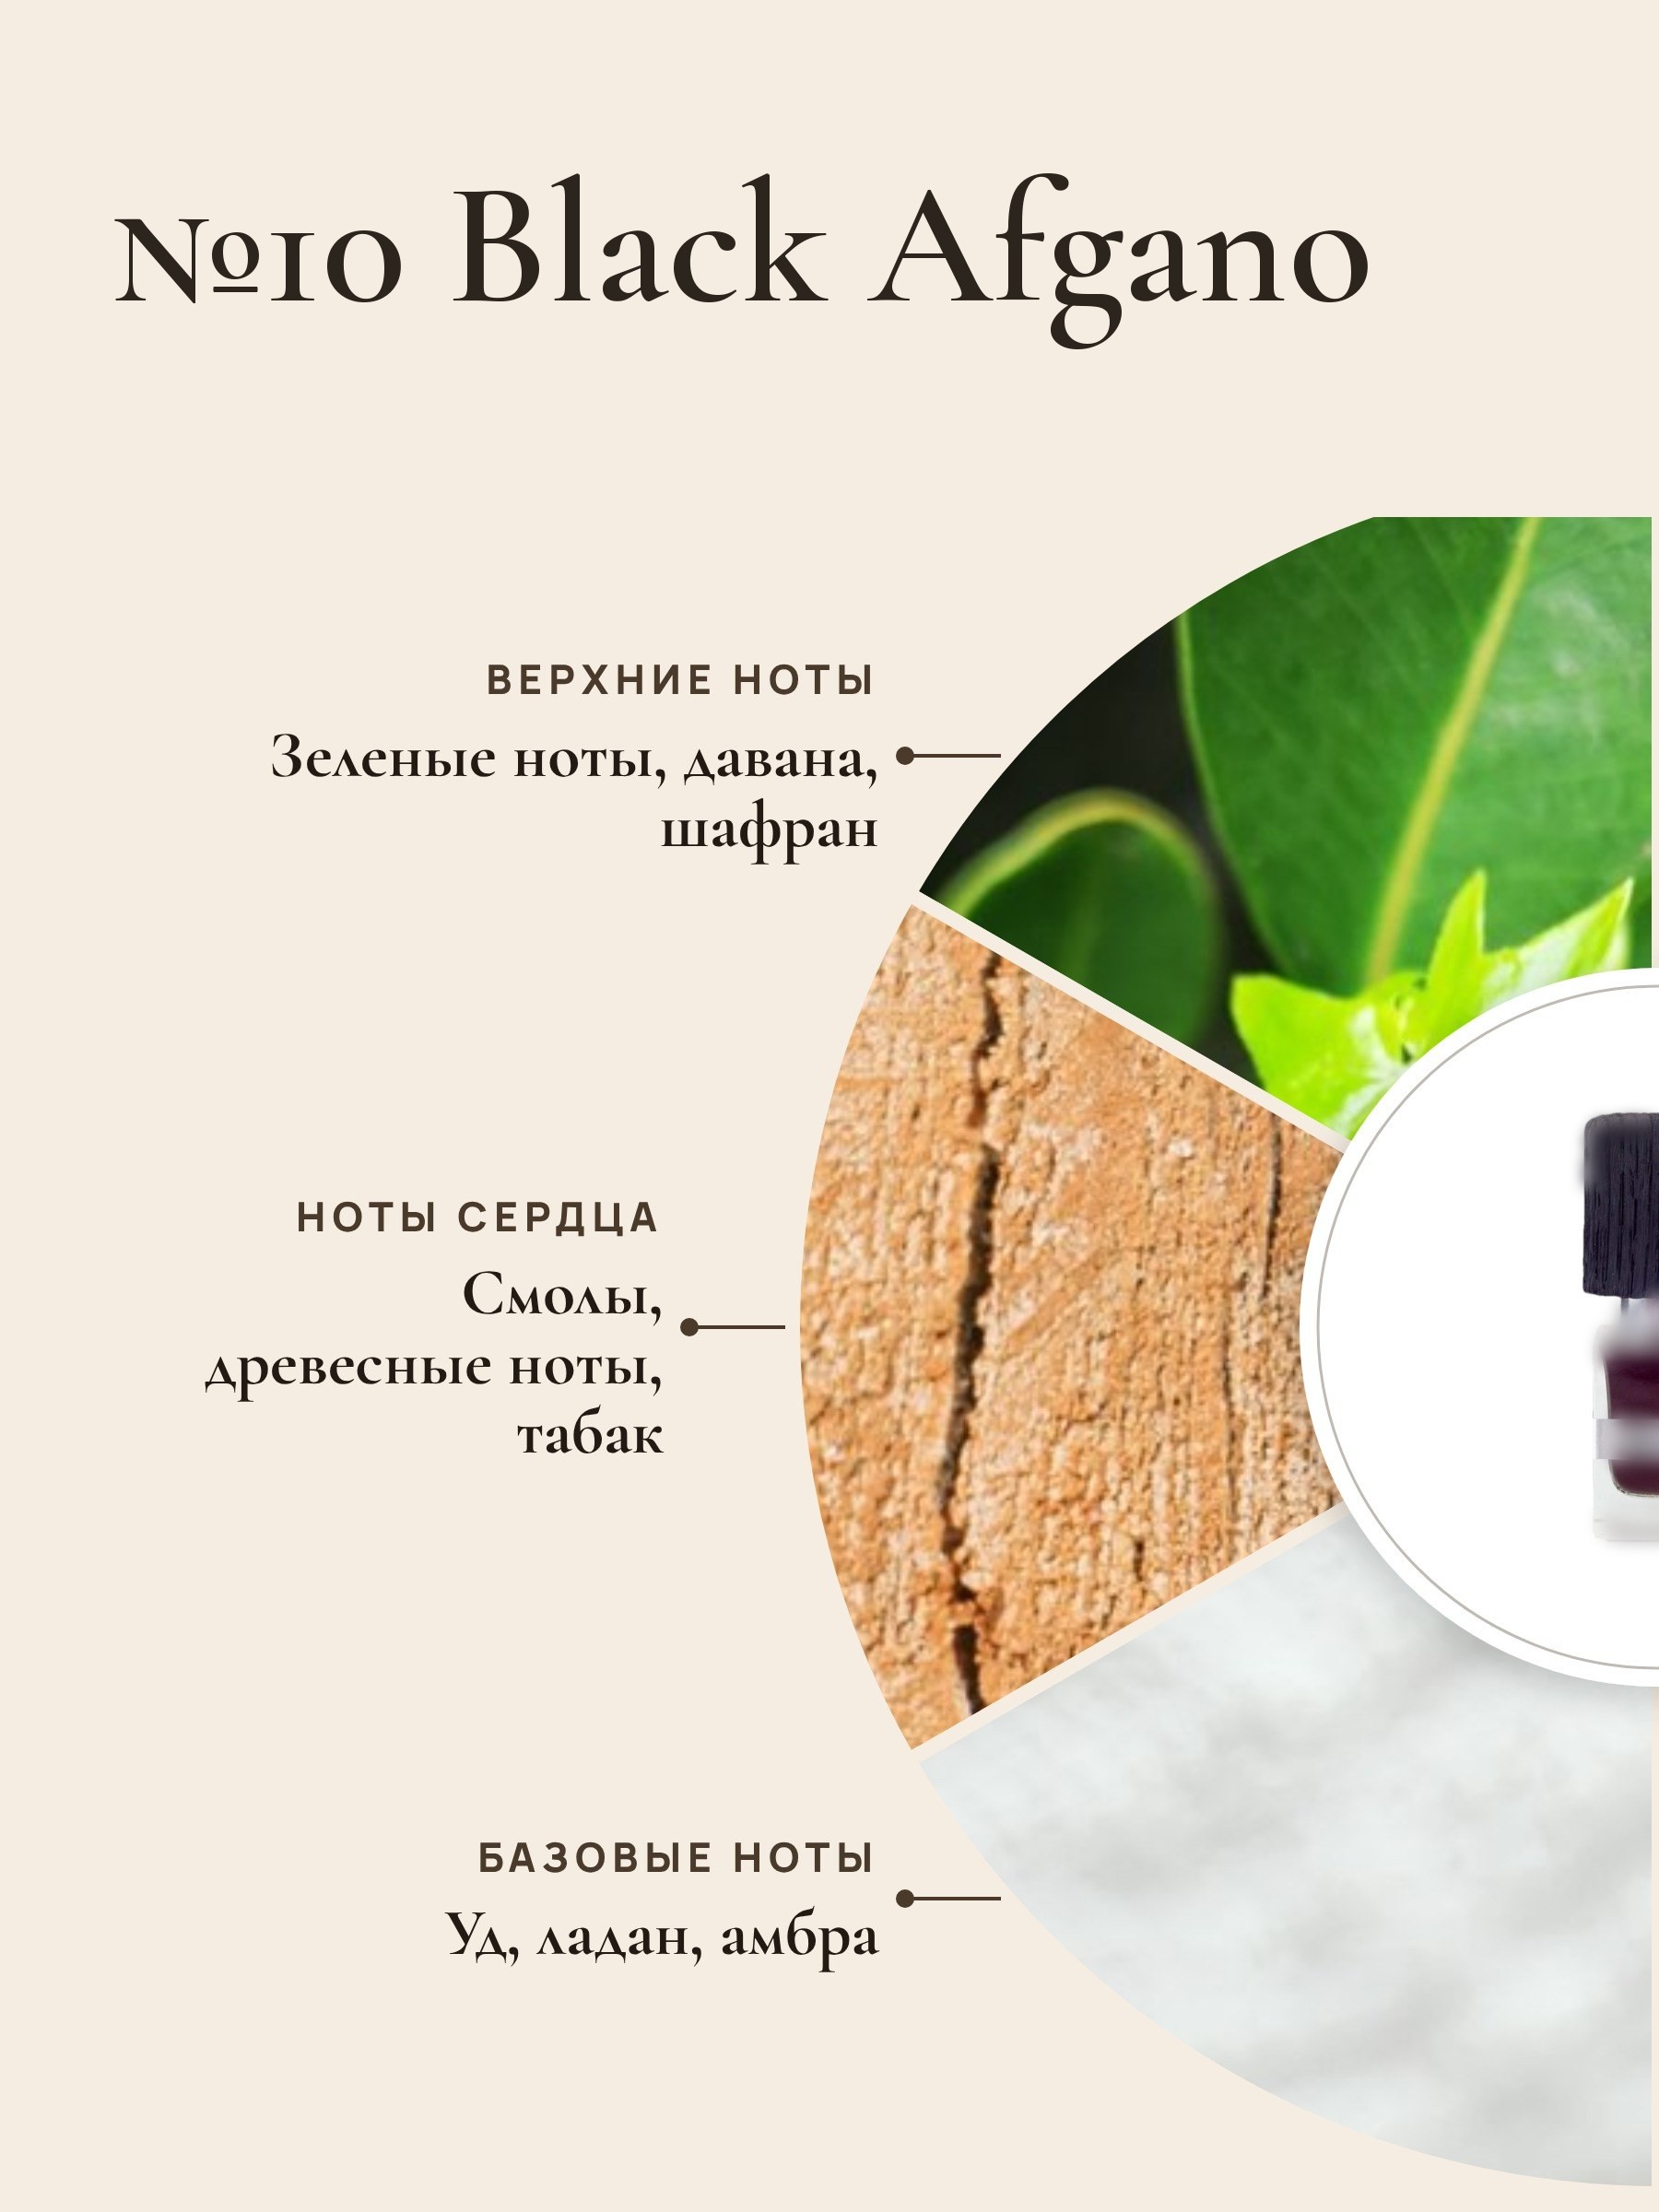 №10 Black Afgano
ВЕРХНИЕ НОТЫ
Зеленые ноты, давана,
шафран
НОТЫ СЕРДЦА
Смолы,
древесные ноты,
табак
БАЗОВЫЕ НОТЫ
Уд, ладан, амбра